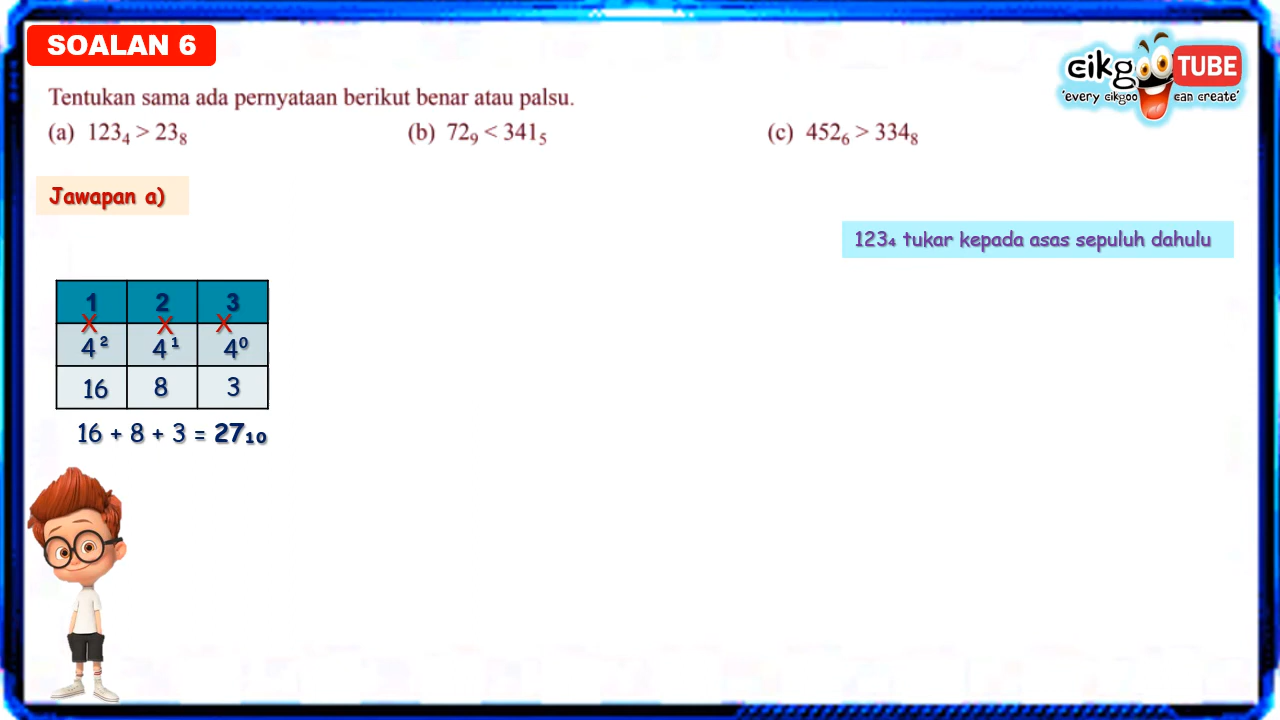 SOALAN 6
cikgooTUBE
'every cikgoo can create'
Tentukan sama ada pernyataan berikut benar atau palsu.
(a) 123₄ > 23₈ (b) 72₉ < 341₅ (c) 452₆ > 334₈
Jawapan a)
123₄ tukar kepada asas sepuluh dahulu
1 2 3
X X X
4² 4¹ 4⁰
16 8 3
16 + 8 + 3 = 27₁₀